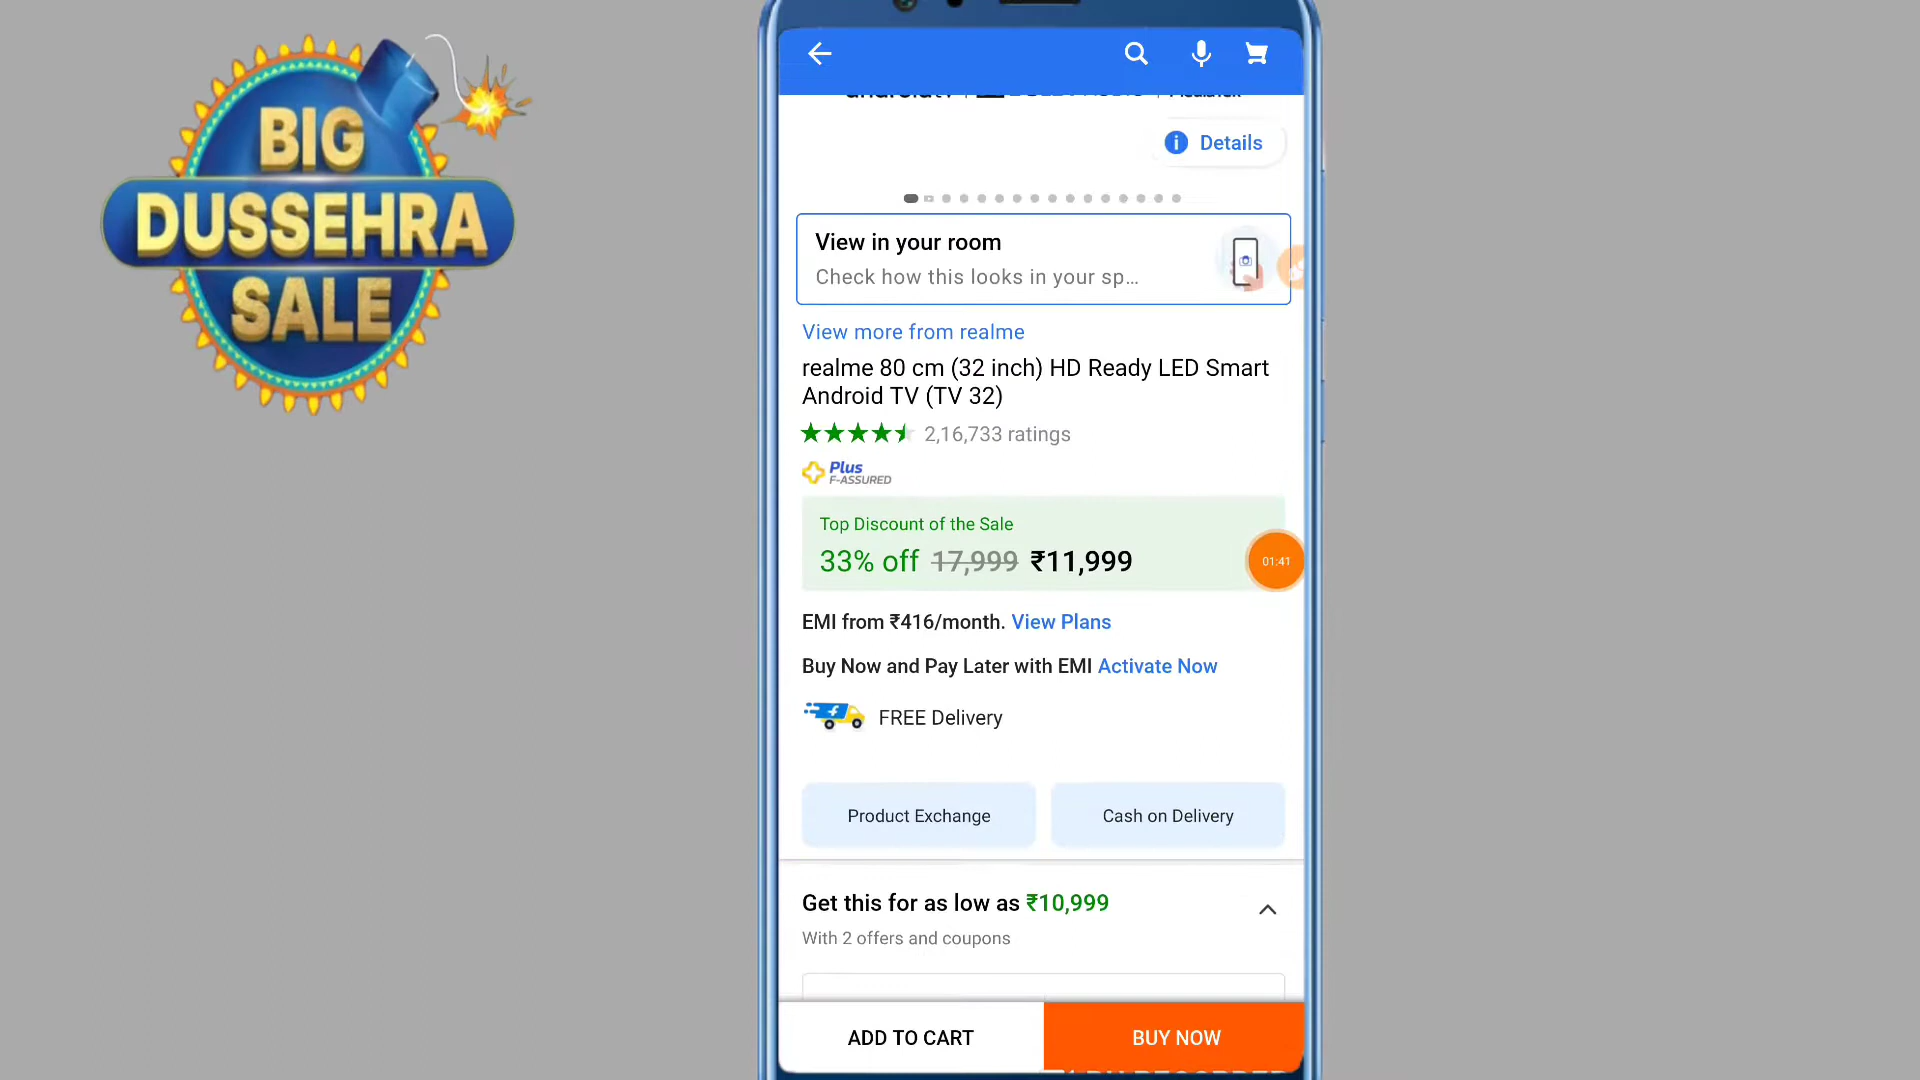 BIG
DUSSEHRA
SALE
Details
View in your room
Check how this looks in your sp...
View more from realme
realme 80 cm (32 inch) HD Ready LED Smart
Android TV (TV 32)
2,16,733 ratings
Plus
F-ASSURED
Top Discount of the Sale
33% off 17,999 ₹11,999
01:41
EMI from ₹416/month. View Plans
Buy Now and Pay Later with EMI Activate Now
FREE Delivery
Product Exchange
Cash on Delivery
Get this for as low as ₹10,999
With 2 offers and coupons
ADD TO CART
BUY NOW